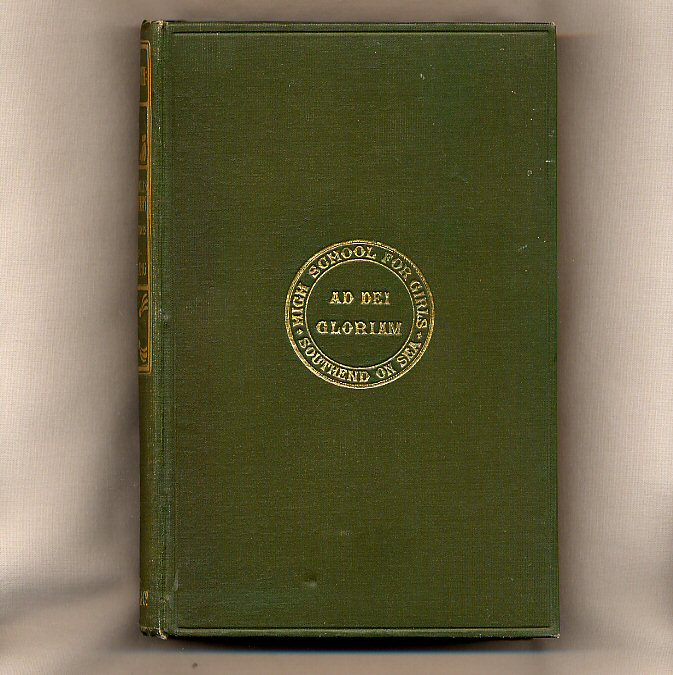 HIGH SCHOOL FOR GIRLS
AD DEI
GLORIAM
SOUTHEND ON SEA